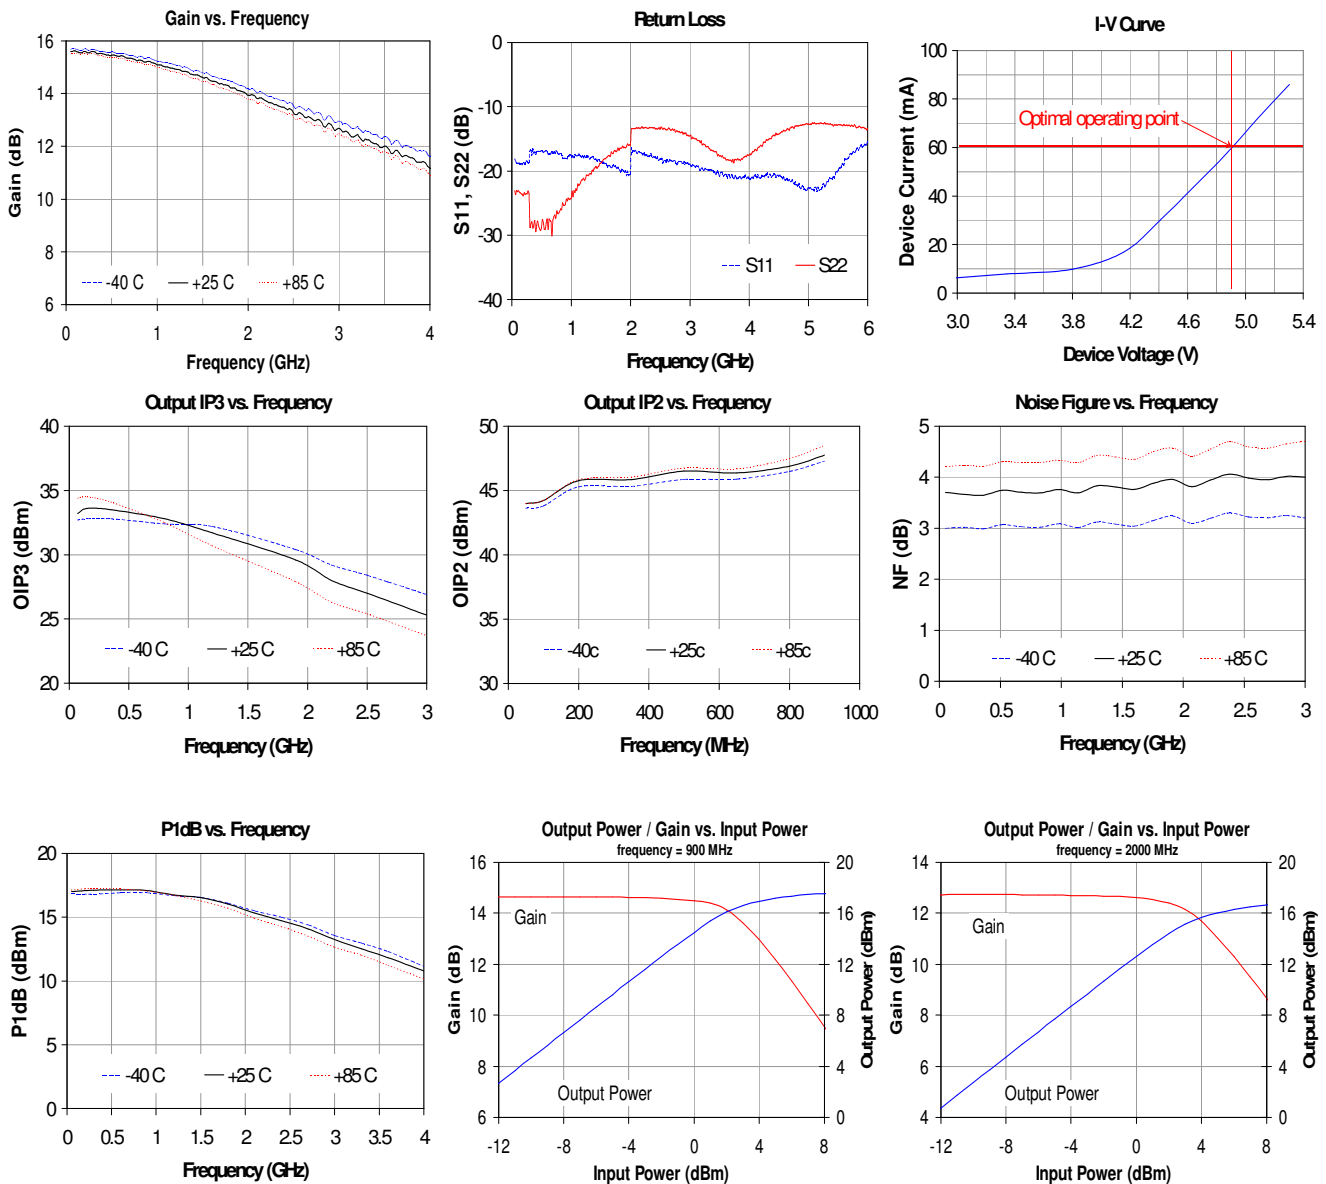 Gain vs. Frequency
16
14
12
10
8
6
Gain (dB)
-40 C
+25 C
+85 C
0 1 2 3 4
Frequency (GHz)
Return Loss
0
-10
-20
-30
-40
S11, S22 (dB)
S11
S22
0 1 2 3 4 5 6
Frequency (GHz)
I-V Curve
100
80
60
40
20
0
Device Current (mA)
Optimal operating point
3.0 3.4 3.8 4.2 4.6 5.0 5.4
Device Voltage (V)
Output IP3 vs. Frequency
40
35
30
25
20
OIP3 (dBm)
-40 C
+25 C
+85 C
0 0.5 1 1.5 2 2.5 3
Frequency (GHz)
Output IP2 vs. Frequency
50
45
40
35
30
OIP2 (dBm)
-40c
+25c
+85c
0 200 400 600 800 1000
Frequency (MHz)
Noise Figure vs. Frequency
5
4
3
2
1
0
NF (dB)
-40 C
+25 C
+85 C
0 0.5 1 1.5 2 2.5 3
Frequency (GHz)
P1dB vs. Frequency
20
15
10
5
0
P1dB (dBm)
-40 C
+25 C
+85 C
0 0.5 1 1.5 2 2.5 3 3.5 4
Frequency (GHz)
Output Power / Gain vs. Input Power
frequency = 900 MHz
16
14
12
10
8
6
Gain (dB)
Gain
Output Power
20
16
12
8
4
0
Output Power (dBm)
-12 -8 -4 0 4 8
Input Power (dBm)
Output Power / Gain vs. Input Power
frequency = 2000 MHz
14
12
10
8
6
4
Gain (dB)
Gain
Output Power
20
16
12
8
4
0
Output Power (dBm)
-12 -8 -4 0 4 8
Input Power (dBm)